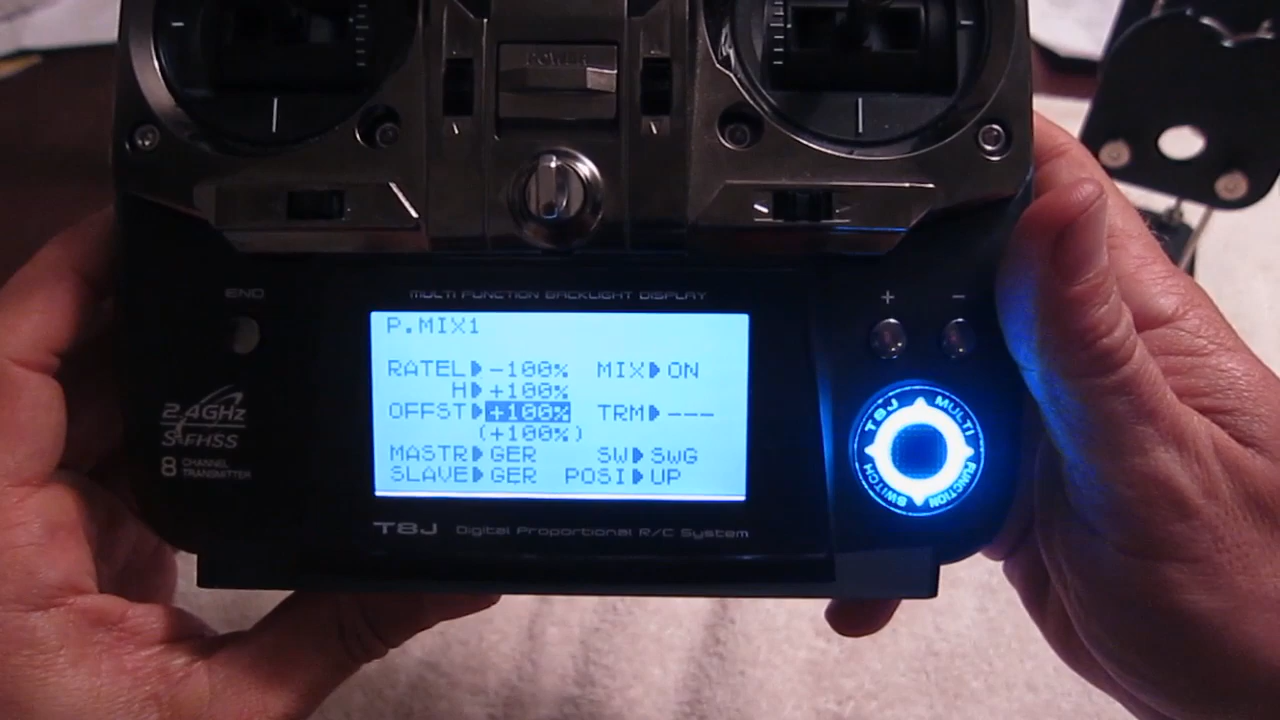 POWER
MULTI FUNCTION BACKLIGHT DISPLAY
END
+ −
P.MIX1
RATEL▶-100% MIX▶ON
H▶+100%
OFFST▶+100% TRM▶---
(+100%)
MASTR▶GER SW▶SWG
SLAVE▶GER POSI▶UP
2.4GHz
S-FHSS
8 CHANNEL
TRANSMITTER
T8J MULTI
SWITCH FUNCTION
T8J Digital Proportional R/C System